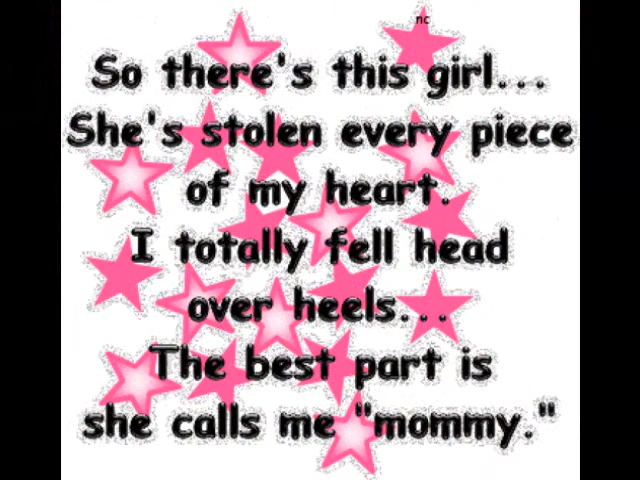 nc
So there's this girl...
She's stolen every piece
of my heart.
I totally fell head
over heels...
The best part is
she calls me "mommy."